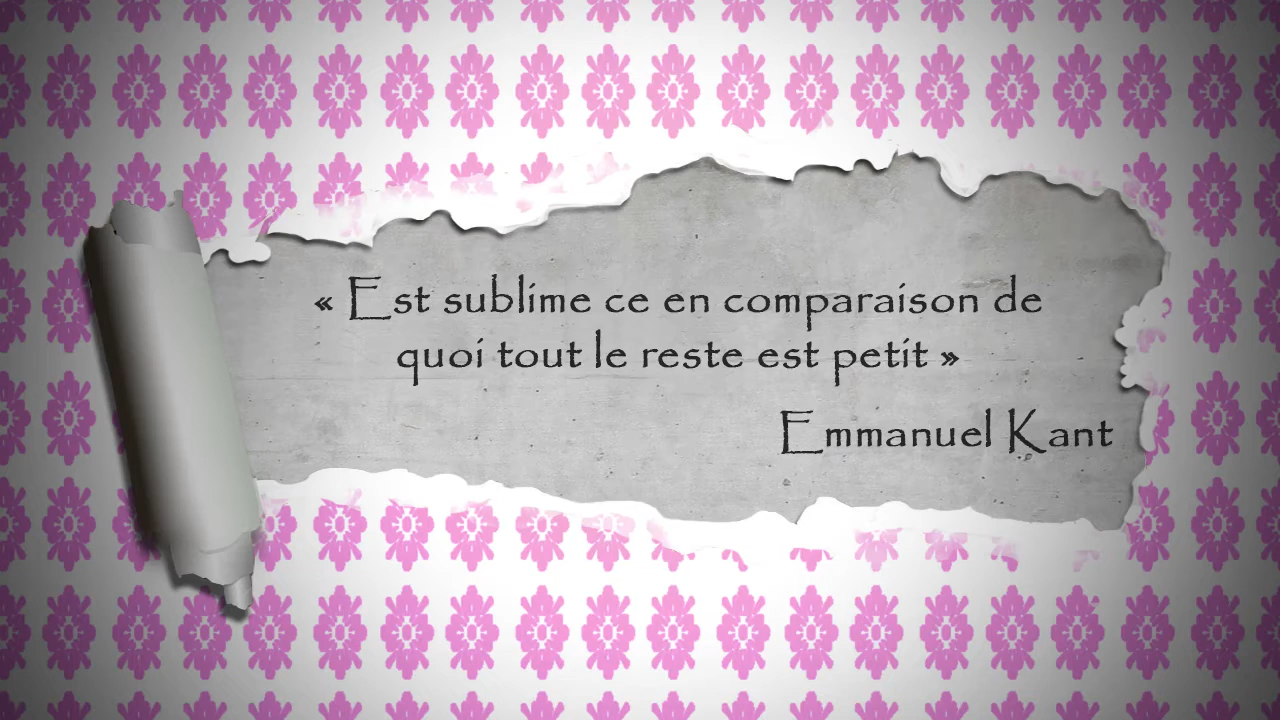 « Est sublime ce en comparaison de
quoi tout le reste est petit »
Emmanuel Kant